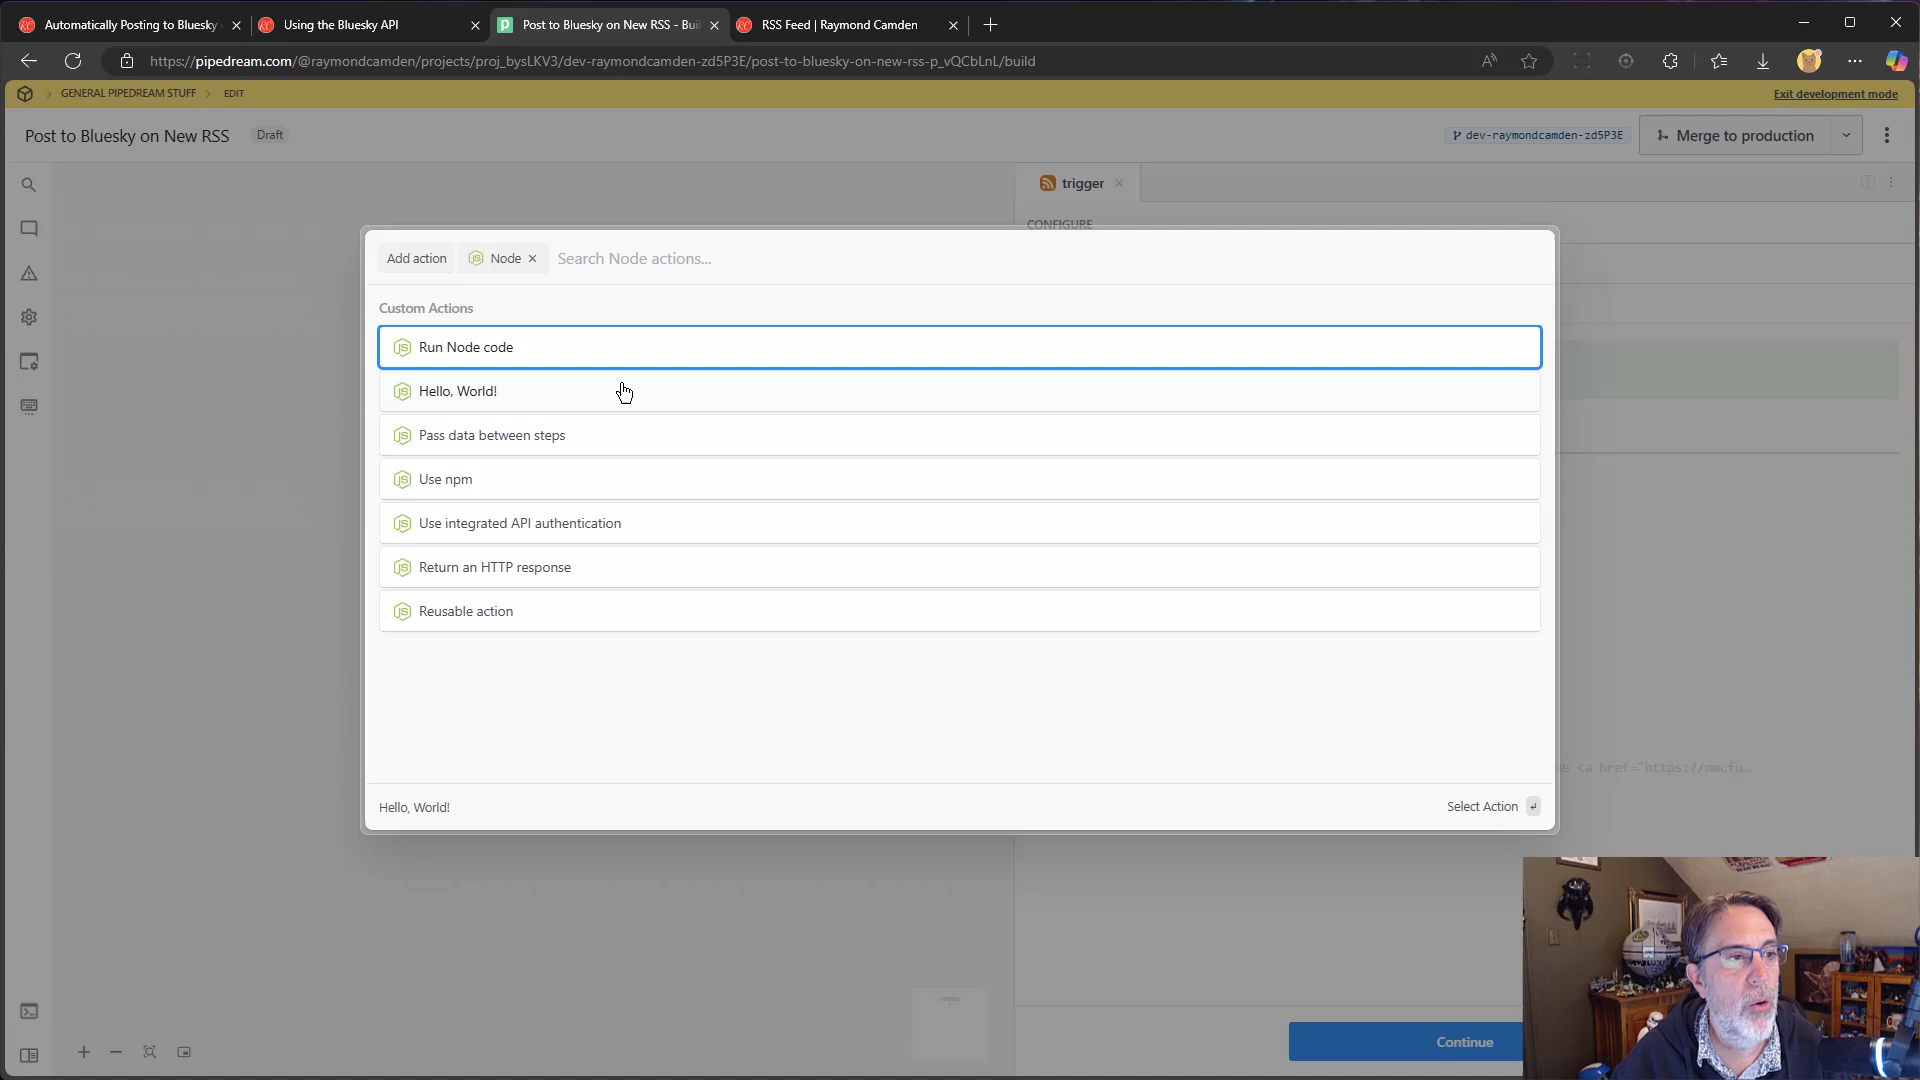 Automatically Posting to Bluesky
Using the Bluesky API
Post to Bluesky on New RSS - Bui
RSS Feed | Raymond Camden
https://pipedream.com/@raymondcamden/projects/proj_bysLKV3/dev-raymondcamden-zd5P3E/post-to-bluesky-on-new-rss-p_vQCbLnL/build
GENERAL PIPEDREAM STUFF > EDIT
Exit development mode
Post to Bluesky on New RSS
Draft
dev-raymondcamden-zd5P3E
Merge to production
trigger
CONFIGURE
Add action
Node
Search Node actions...
Custom Actions
Run Node code
Hello, World!
Pass data between steps
Use npm
Use integrated API authentication
Return an HTTP response
Reusable action
<a href="https://macfu…
Hello, World!
Select Action
Continue